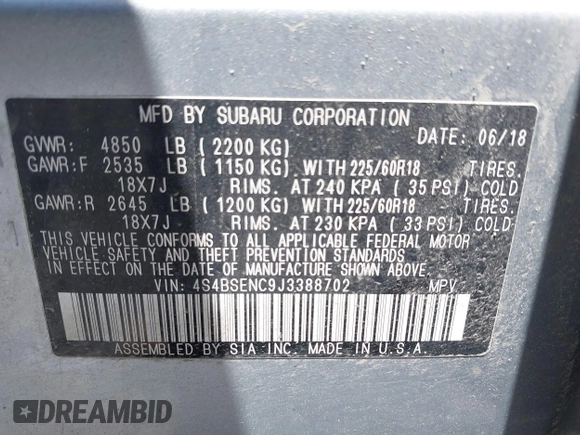 MFD BY SUBARU CORPORATION
GVWR: 4850 LB ( 2200 KG) DATE: 06/18
GAWR:F 2535 LB ( 1150 KG) WITH 225/60R18 TIRES.
18X7J RIMS. AT 240 KPA ( 35 PSI) COLD
GAWR:R 2645 LB ( 1200 KG) WITH 225/60R18 TIRES.
18X7J RIMS. AT 230 KPA ( 33 PSI) COLD
THIS VEHICLE CONFORMS TO ALL APPLICABLE FEDERAL MOTOR
VEHICLE SAFETY AND THEFT PREVENTION STANDARDS
IN EFFECT ON THE DATE OF MANUFACTURE SHOWN ABOVE.
VIN: 4S4BSENC9J3388702 MPV
ASSEMBLED BY SIA INC. MADE IN U.S.A.
DREAMBID